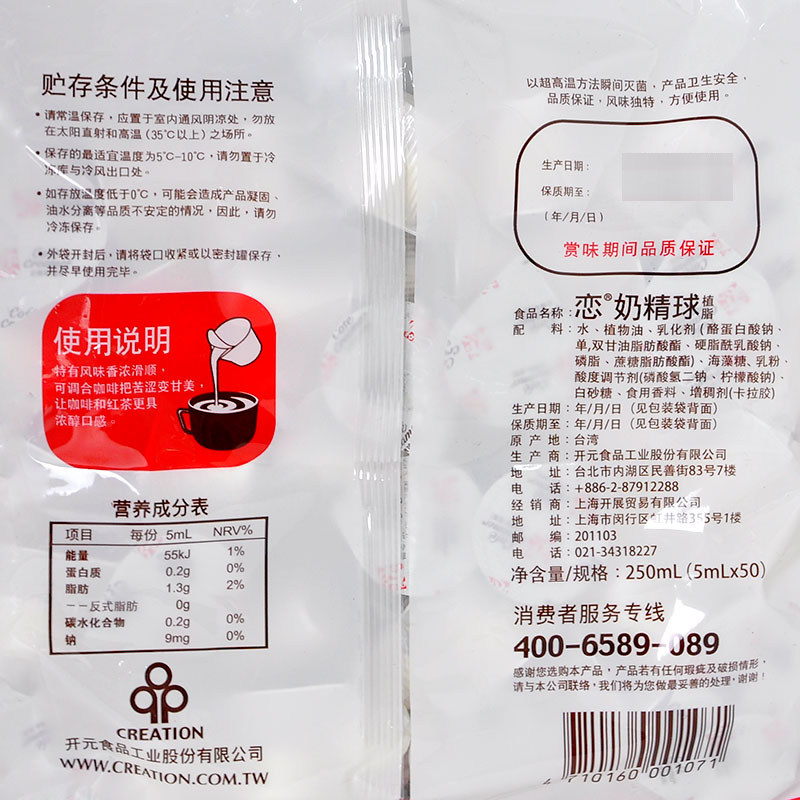 贮存条件及使用注意
•请常温保存，应置于室内通风阴凉处，勿放
在太阳直射和高温（35℃以上）之场所。
•保存的最适宜温度为5℃-10℃，请勿置于冷
冻库与冷风出口处。
•如存放温度低于0℃，可能会造成产品凝固、
油水分离等品质不安定的情况，因此，请勿
冷冻保存。
•外袋开封后，请将袋口收紧或以密封罐保存，
并尽早使用完毕。
使用说明
特有风味香浓滑顺，
可调合咖啡把苦涩变甘美，
让咖啡和红茶更具
浓醇口感。
营养成分表
项目 每份 5mL NRV%
能量 55kJ 1%
蛋白质 0.2g 0%
脂肪 1.3g 2%
--反式脂肪 0g
碳水化合物 0.2g 0%
钠 9mg 0%
CREATION
开元食品工业股份有限公司
WWW.CREATION.COM.TW
以超高温方法瞬间灭菌，产品卫生安全，
品质保证，风味独特，方便使用。
生产日期：
保质期至：
（年/月/日）
赏味期间品质保证
食品名称：恋®奶精球 植脂
配料：水、植物油、乳化剂（酪蛋白酸钠、
单,双甘油脂肪酸酯、硬脂酰乳酸钠、
磷脂、蔗糖脂肪酸酯）、海藻糖、乳粉、
酸度调节剂(磷酸氢二钠、柠檬酸钠)、
白砂糖、食用香料、增稠剂(卡拉胶)
生产日期：年/月/日（见包装袋背面）
保质期至：年/月/日（见包装袋背面）
原产地：台湾
生产商：开元食品工业股份有限公司
地址：台北市内湖区民善街83号7楼
电话：+886-2-87912288
经销商：上海开展贸易有限公司
地址：上海市闵行区虹井路355号1楼
邮编：201103
电话：021-34318227
净含量/规格：250mL（5mLx50）
消费者服务专线
400-6589-089
感谢您选购本产品，产品若有任何瑕疵及破损情形，
请与本公司联络，我们将为您做最妥善的处理，谢谢！
4 710160 001071